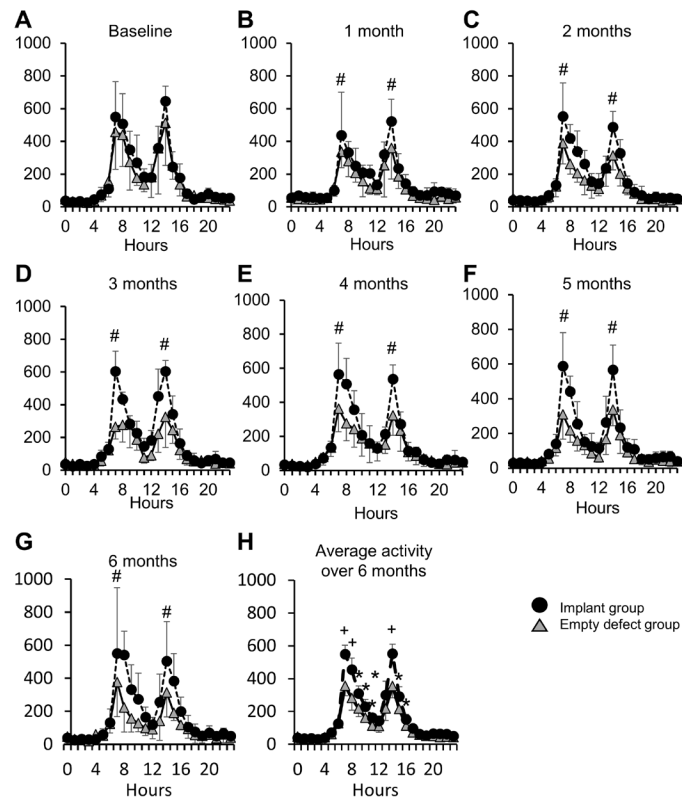 A
Baseline
1000
800
600
400
200
0
0 4 8 12 16 20
Hours
B
1 month
# #
1000
800
600
400
200
0
0 4 8 12 16 20
Hours
C
2 months
# #
1000
800
600
400
200
0
0 4 8 12 16 20
Hours
D
3 months
# #
1000
800
600
400
200
0
0 4 8 12 16 20
Hours
E
4 months
# #
1000
800
600
400
200
0
0 4 8 12 16 20
Hours
F
5 months
# #
1000
800
600
400
200
0
0 4 8 12 16 20
Hours
G
6 months
# #
1000
800
600
400
200
0
0 4 8 12 16 20
Hours
H
Average activity
over 6 months
+ + +
* * * * * *
1000
800
600
400
200
0
0 4 8 12 16 20
Hours
Implant group
Empty defect group